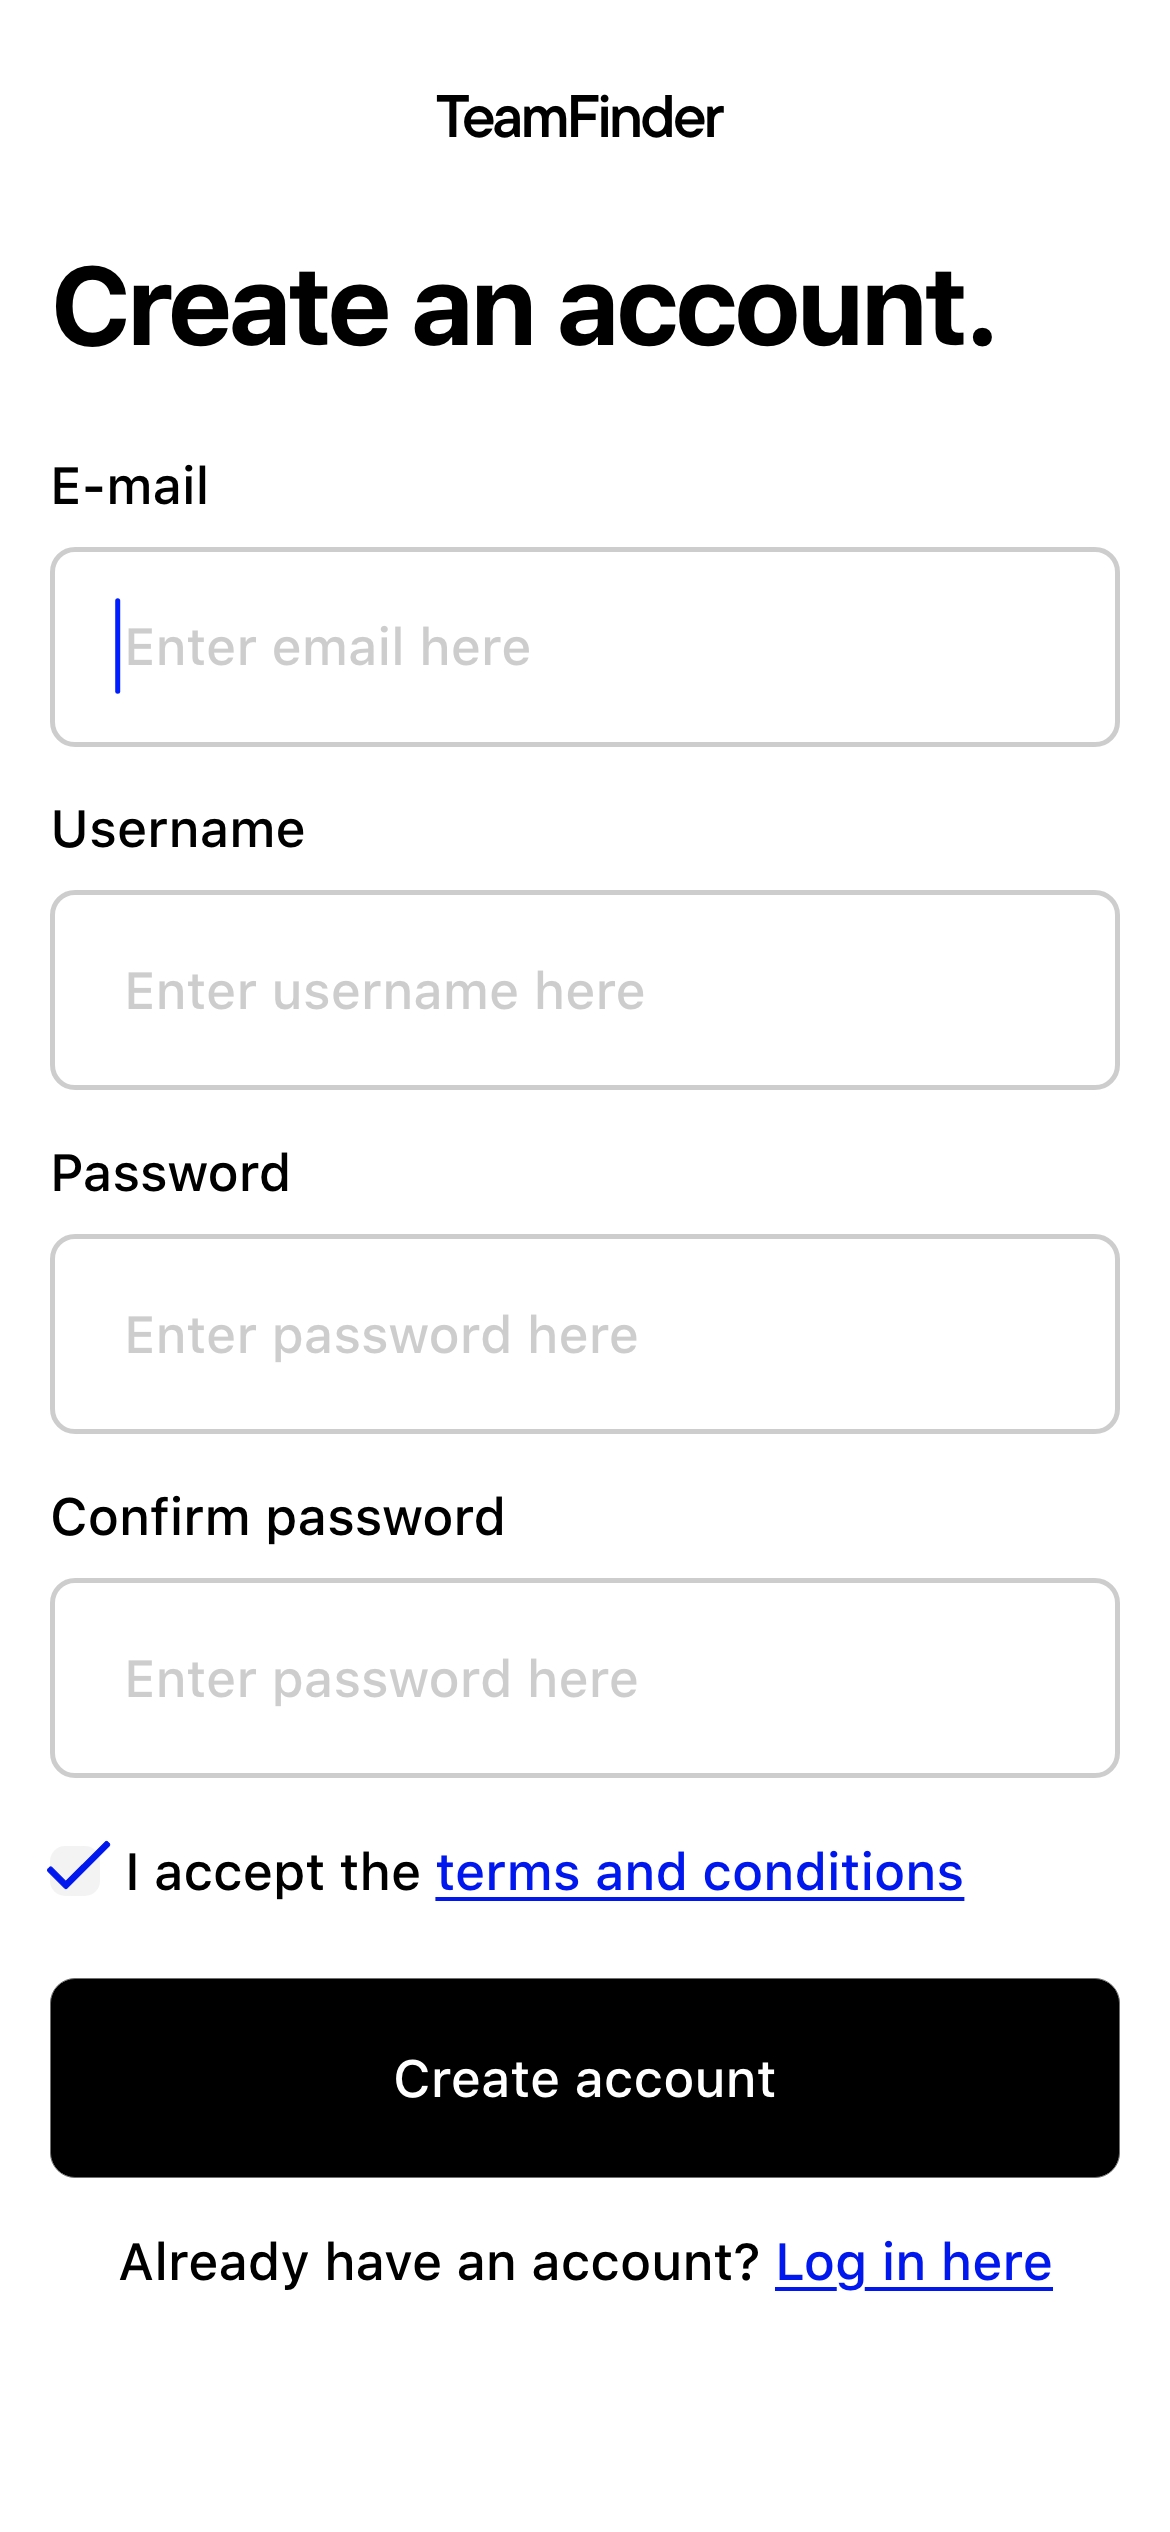 TeamFinder
Create an account.
E-mail
Enter email here
Username
Enter username here
Password
Enter password here
Confirm password
Enter password here
I accept the terms and conditions
Create account
Already have an account? Log in here